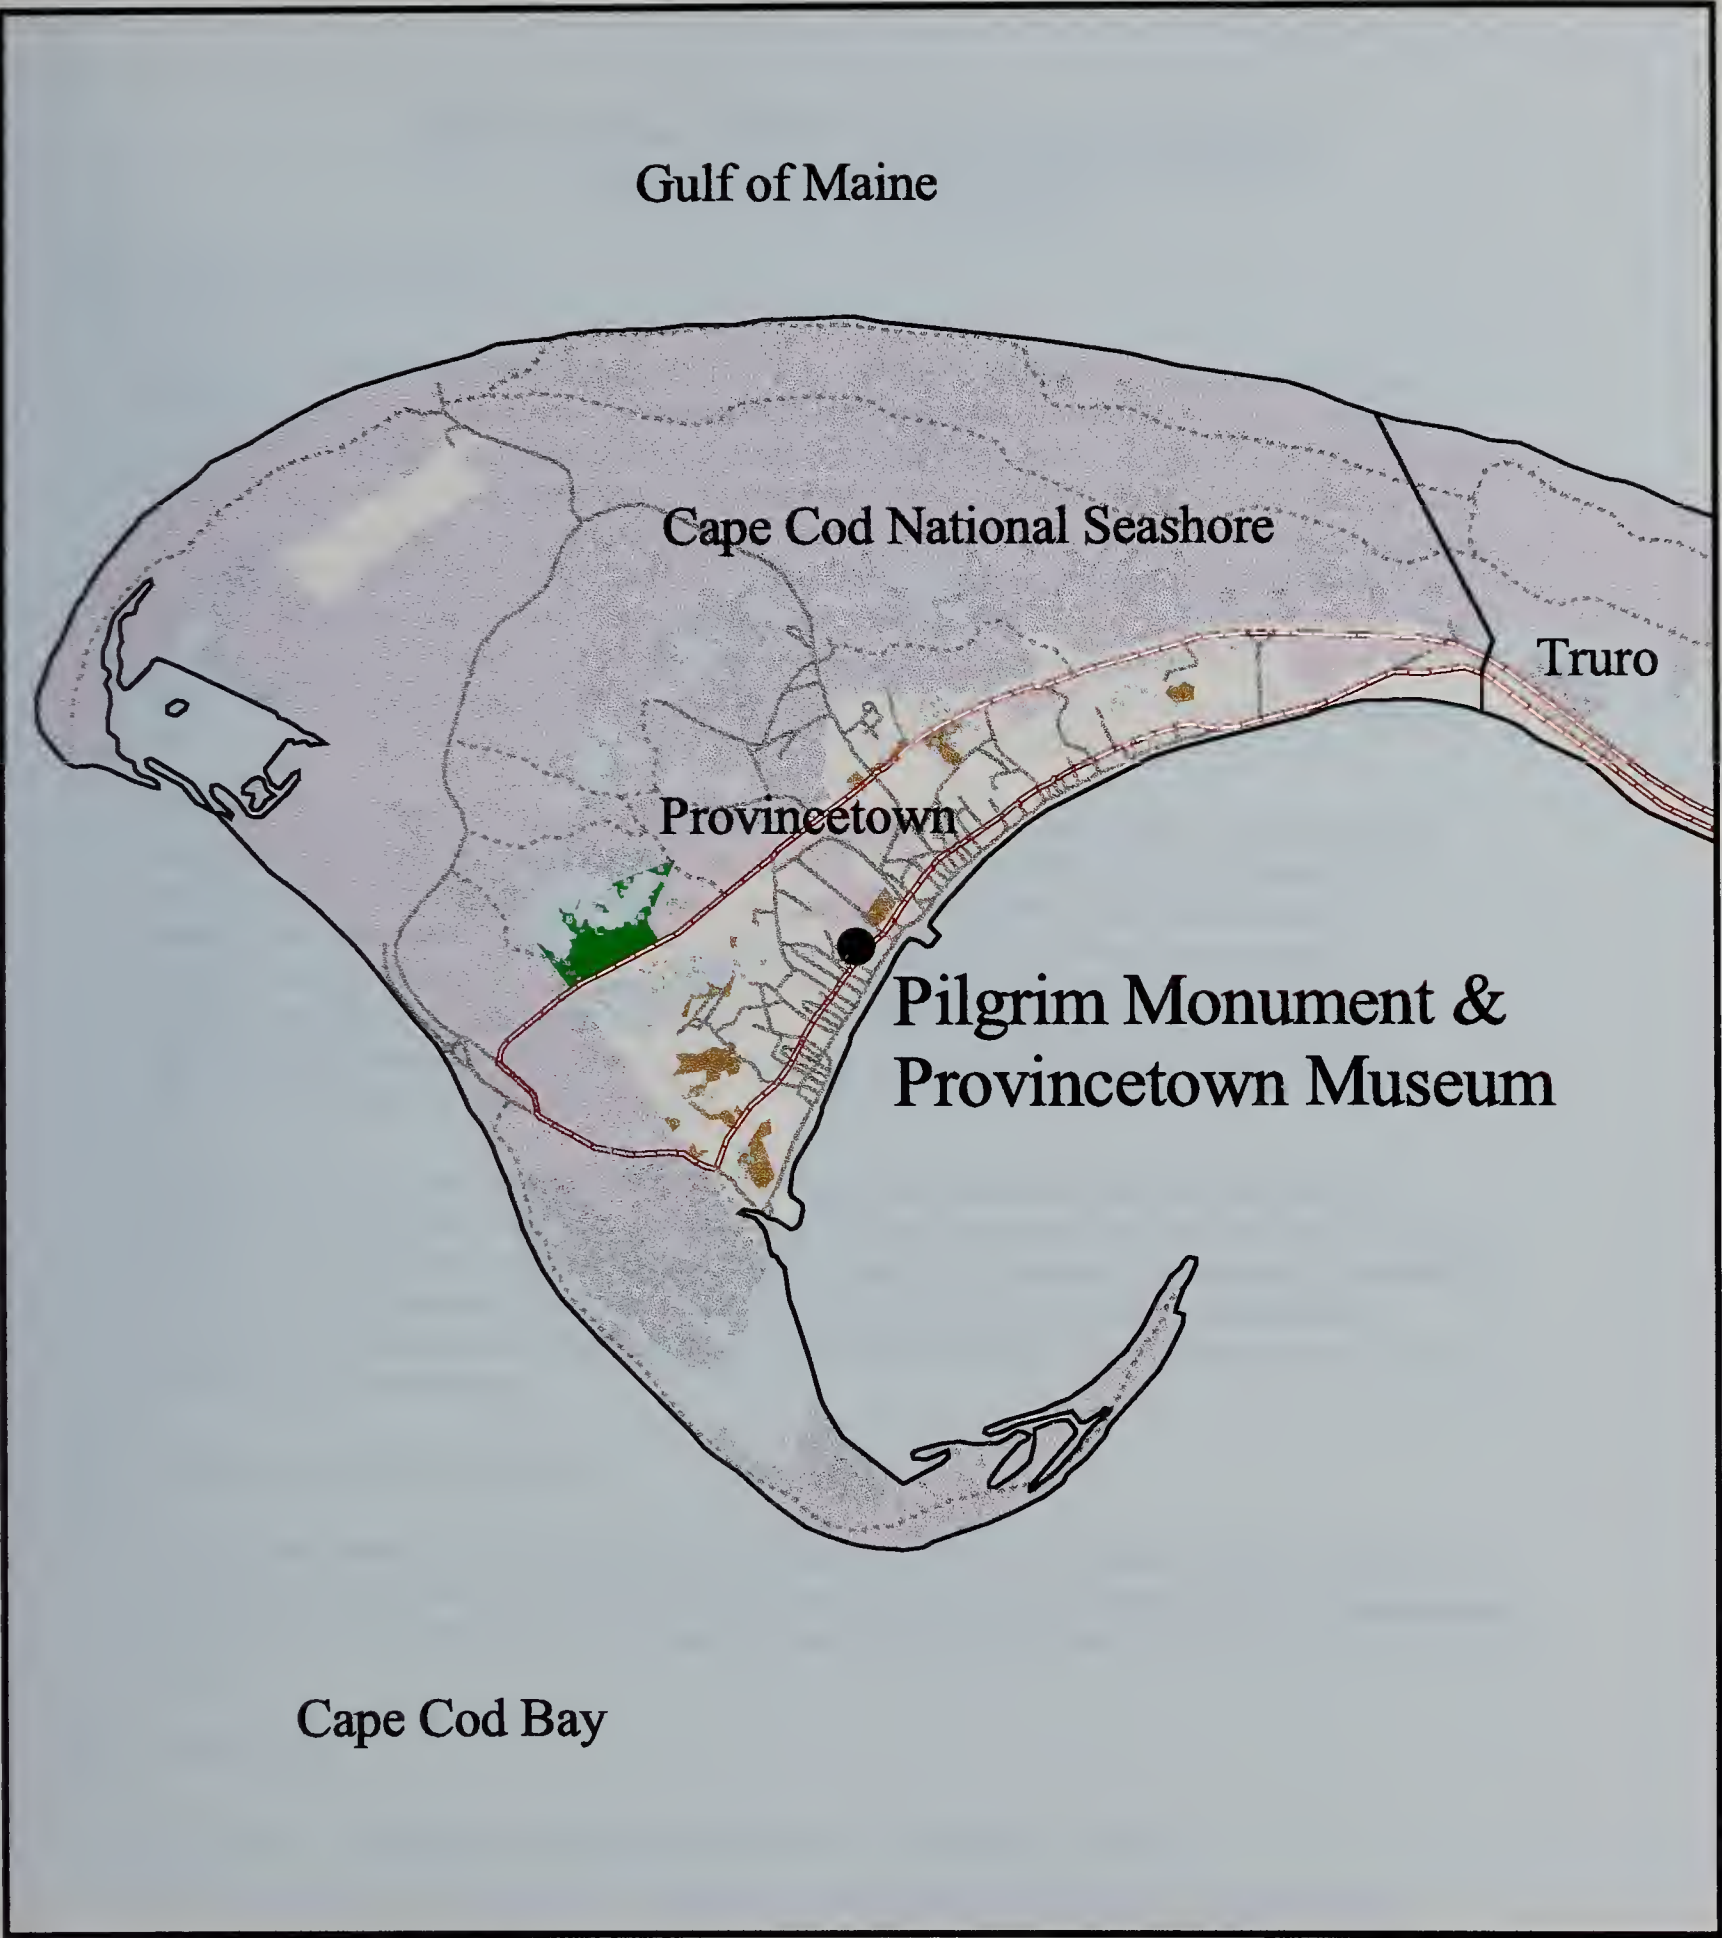 Gulf of Maine
Cape Cod National Seashore
Truro
Provincetown
Pilgrim Monument &
Provincetown Museum
Cape Cod Bay